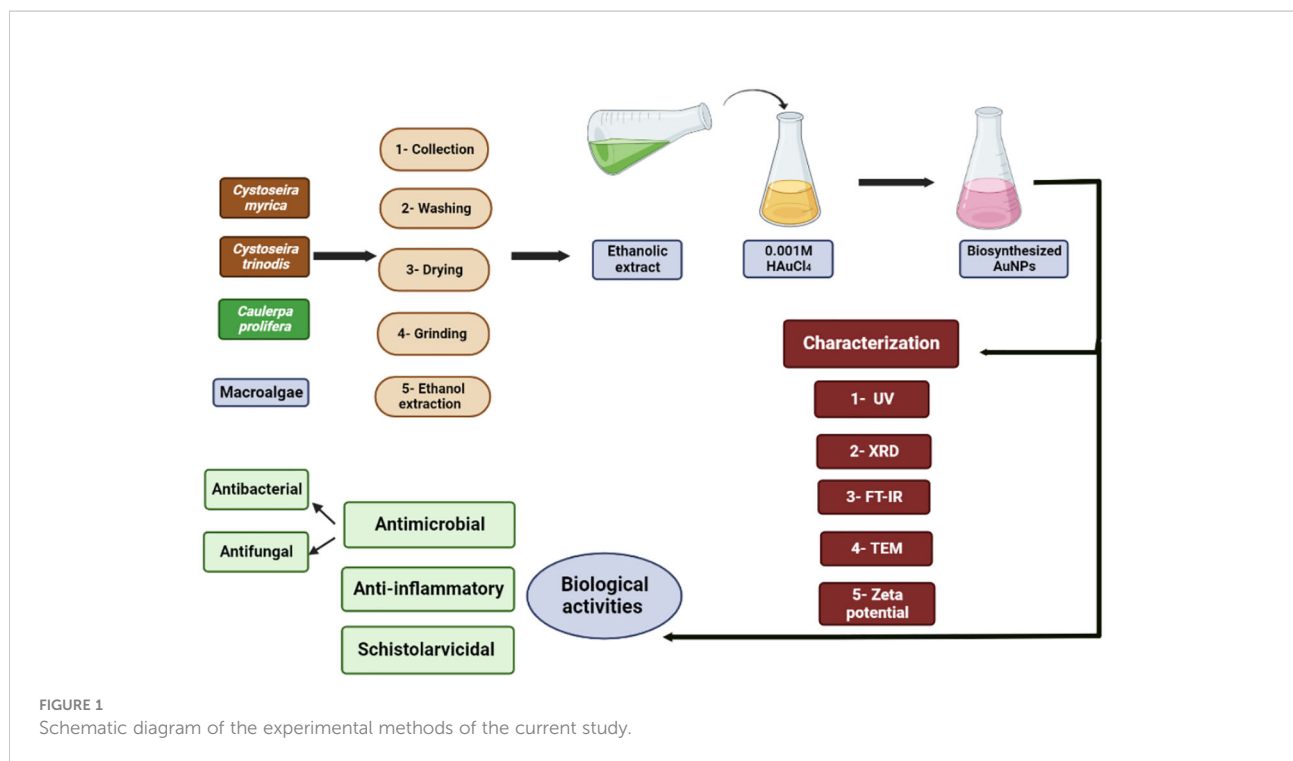 Cystoseira
myrica
Cystoseira
trinodis
Caulerpa
prolifera
Macroalgae
1- Collection
2- Washing
3- Drying
4- Grinding
5- Ethanol
extraction
Ethanolic
extract
0.001M
HAuCl₄
Biosynthesized
AuNPs
Characterization
1- UV
2- XRD
3- FT-IR
4- TEM
5- Zeta
potential
Biological
activities
Antimicrobial
Anti-inflammatory
Schistolarvicidal
Antibacterial
Antifungal
FIGURE 1
Schematic diagram of the experimental methods of the current study.